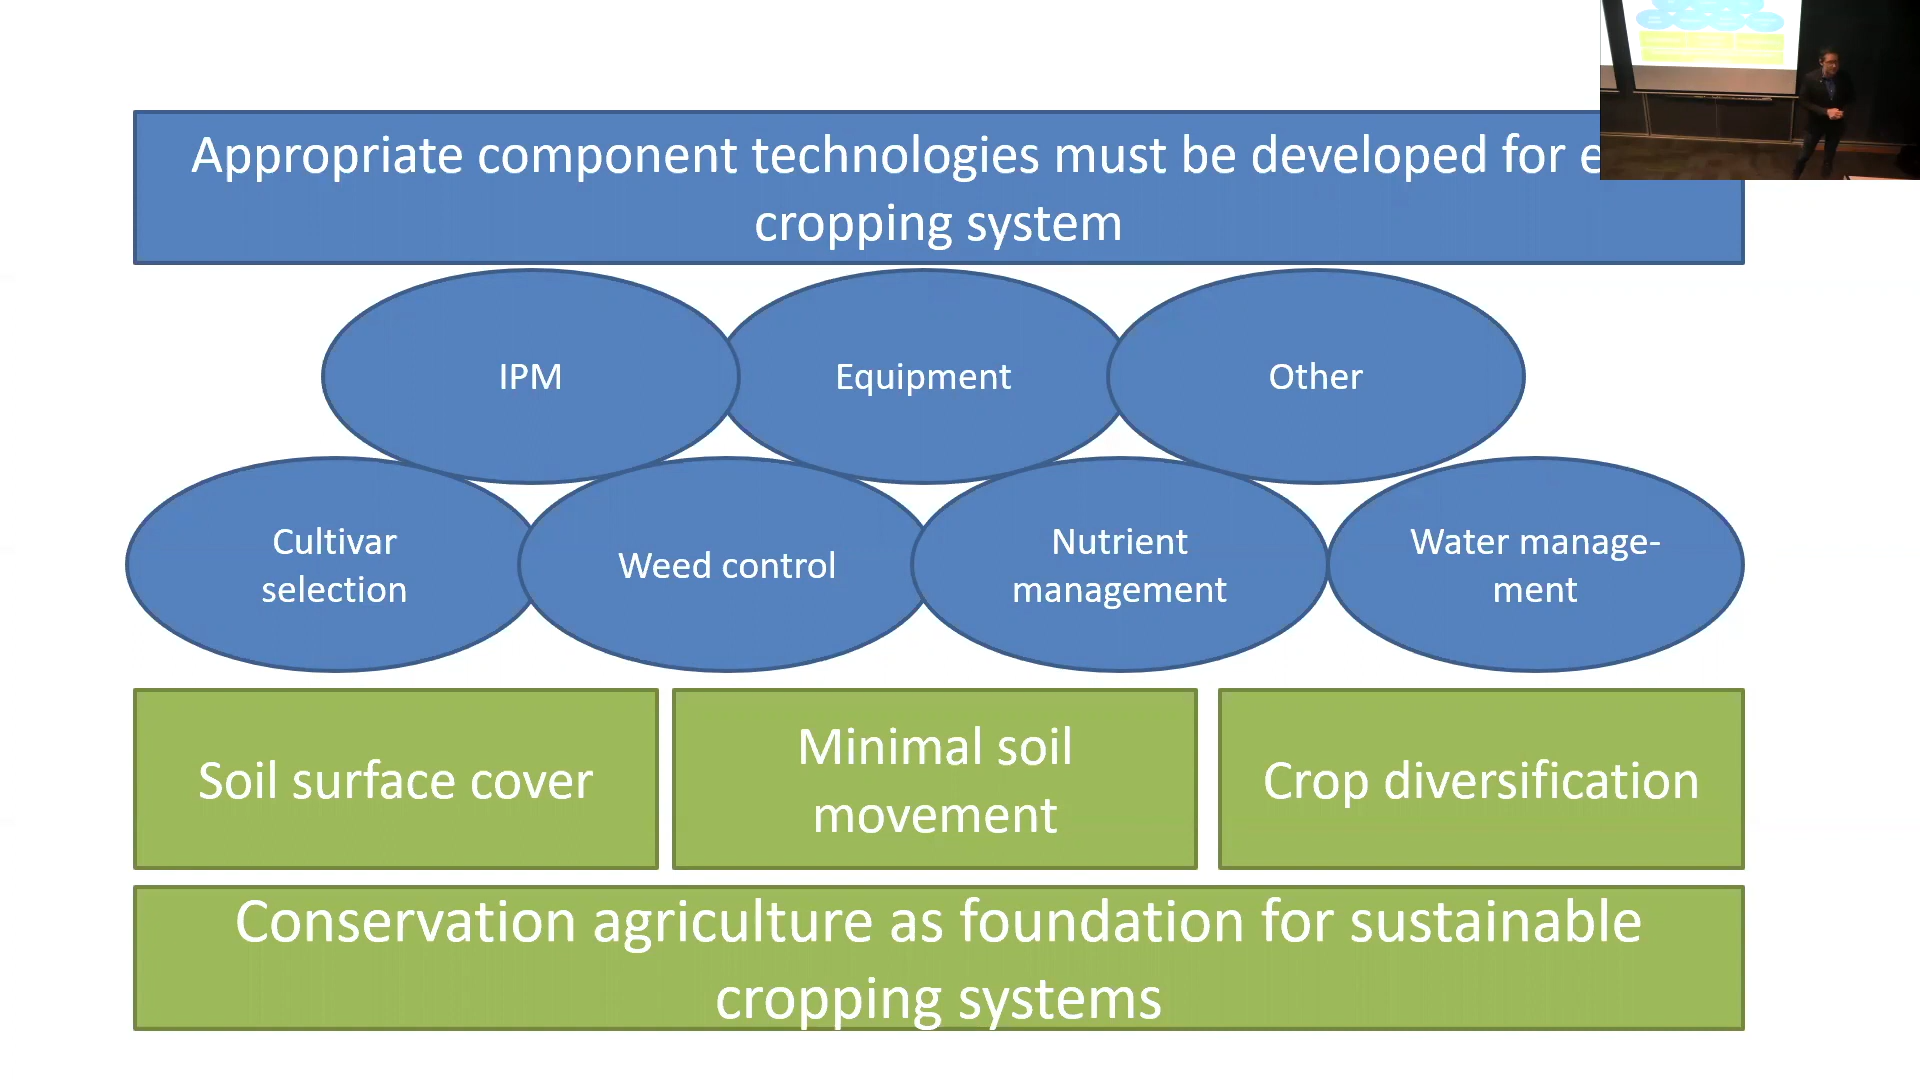 Appropriate component technologies must be developed for
cropping system
IPM
Equipment
Other
Cultivar
selection
Weed control
Nutrient
management
Water manage-
ment
Soil surface cover
Minimal soil
movement
Crop diversification
Conservation agriculture as foundation for sustainable
cropping systems